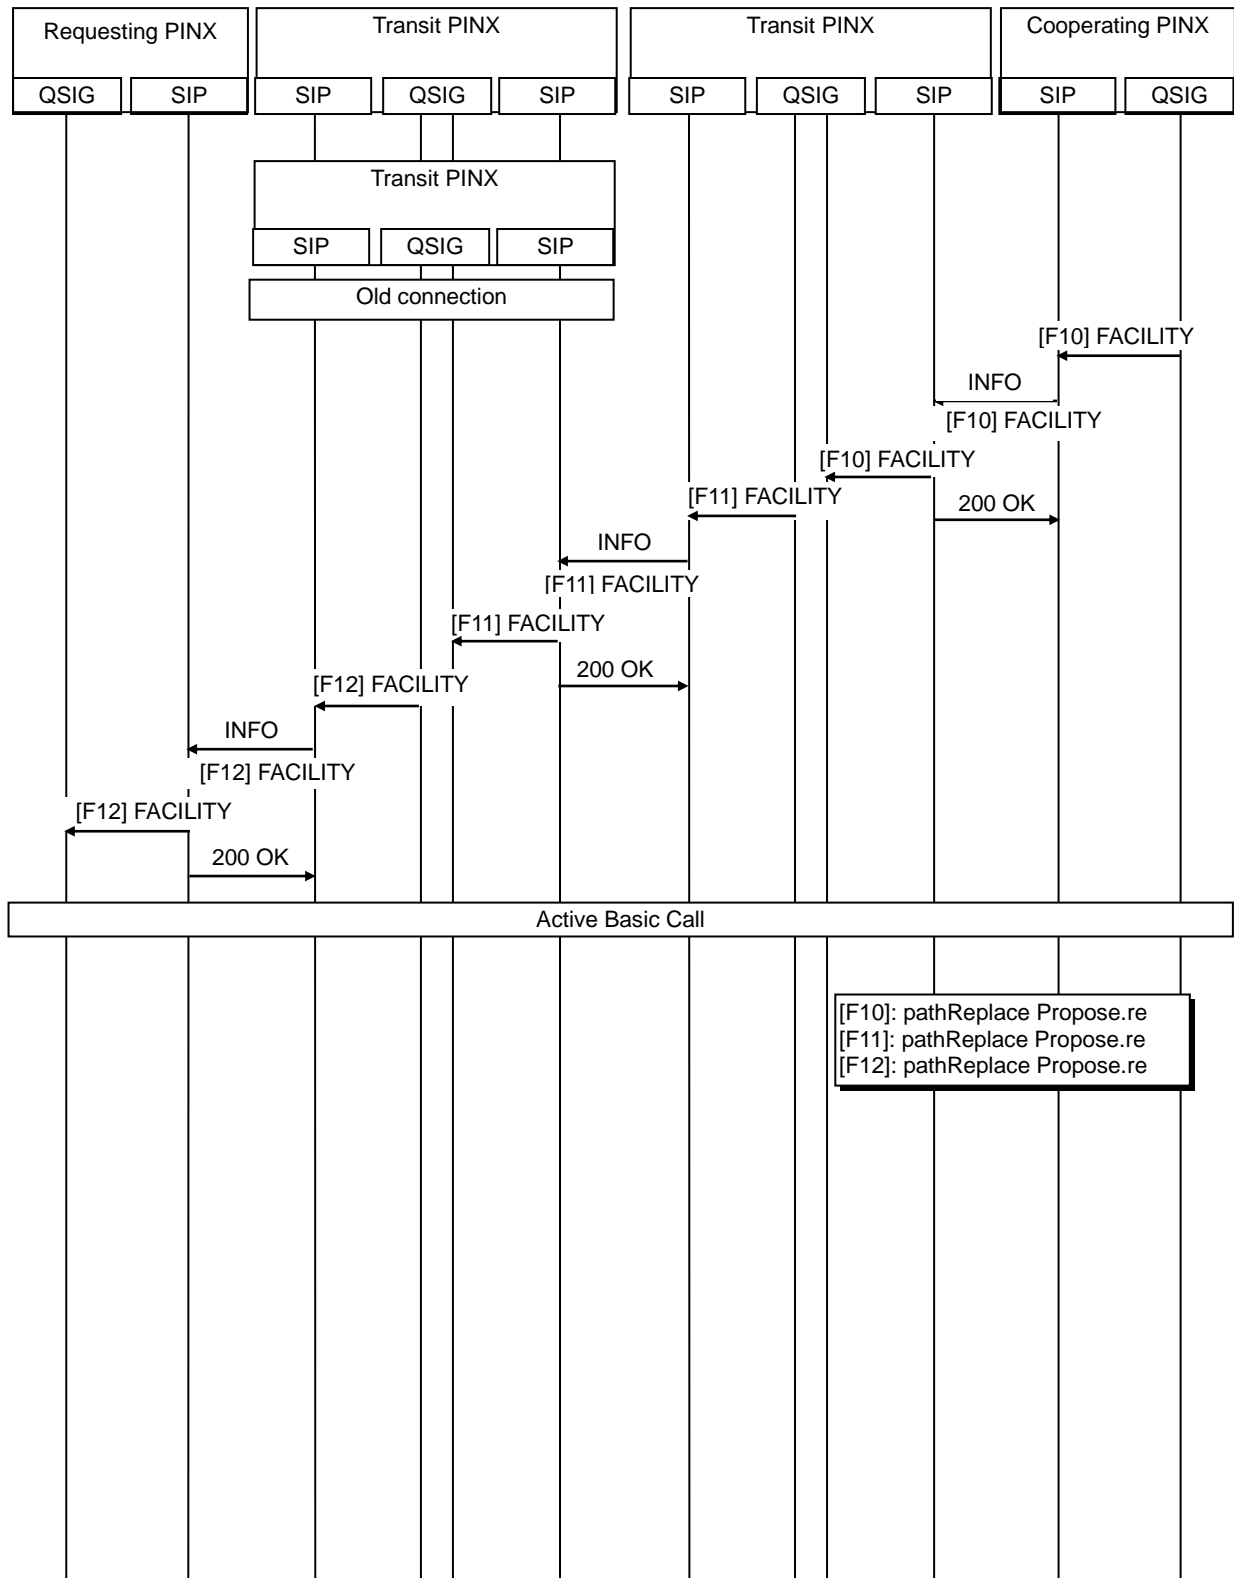 Requesting PINX
Transit PINX
Transit PINX
Cooperating PINX
QSIG
SIP
SIP
QSIG
SIP
SIP
QSIG
SIP
SIP
QSIG
Transit PINX
SIP
QSIG
SIP
Old connection
[F10] FACILITY
INFO
[F10] FACILITY
[F10] FACILITY
[F11] FACILITY
200 OK
INFO
[F11] FACILITY
[F11] FACILITY
200 OK
[F12] FACILITY
INFO
[F12] FACILITY
[F12] FACILITY
200 OK
Active Basic Call
[F10]: pathReplace Propose.re
[F11]: pathReplace Propose.re
[F12]: pathReplace Propose.re